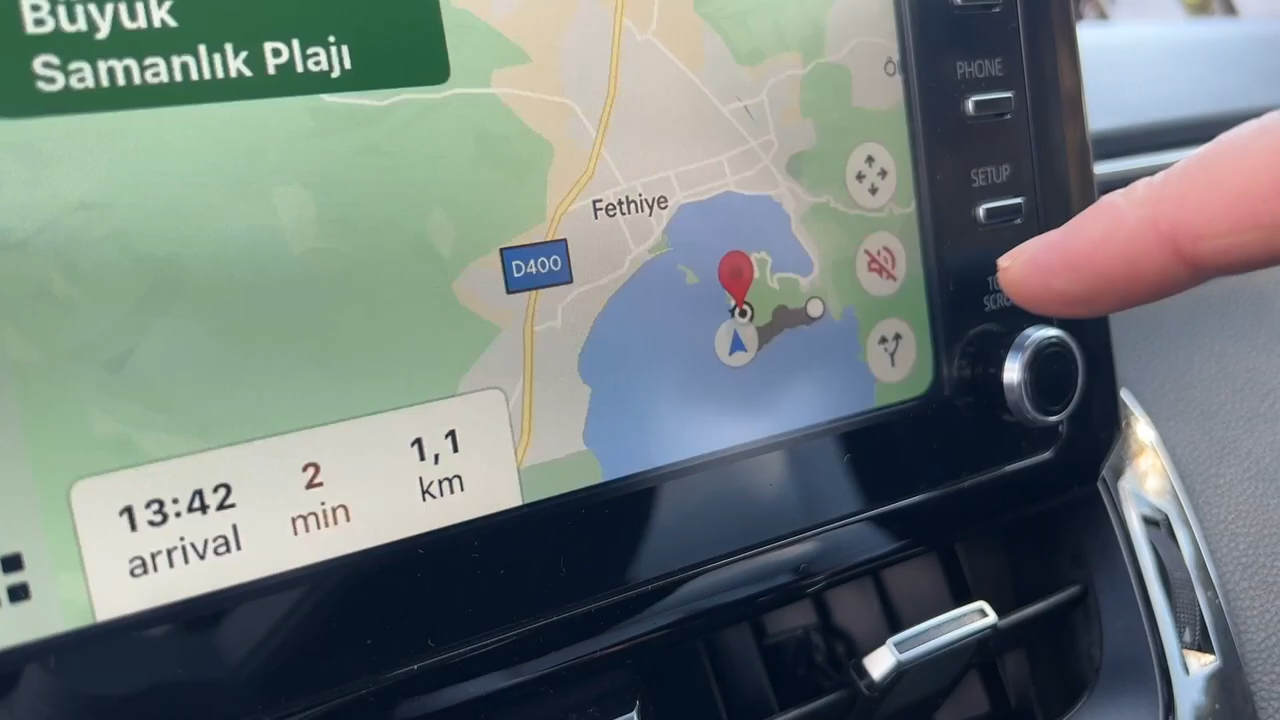 Büyük
Samanlık Plajı
PHONE
SETUP
Fethiye
D400
13:42
arrival
2
min
1,1
km